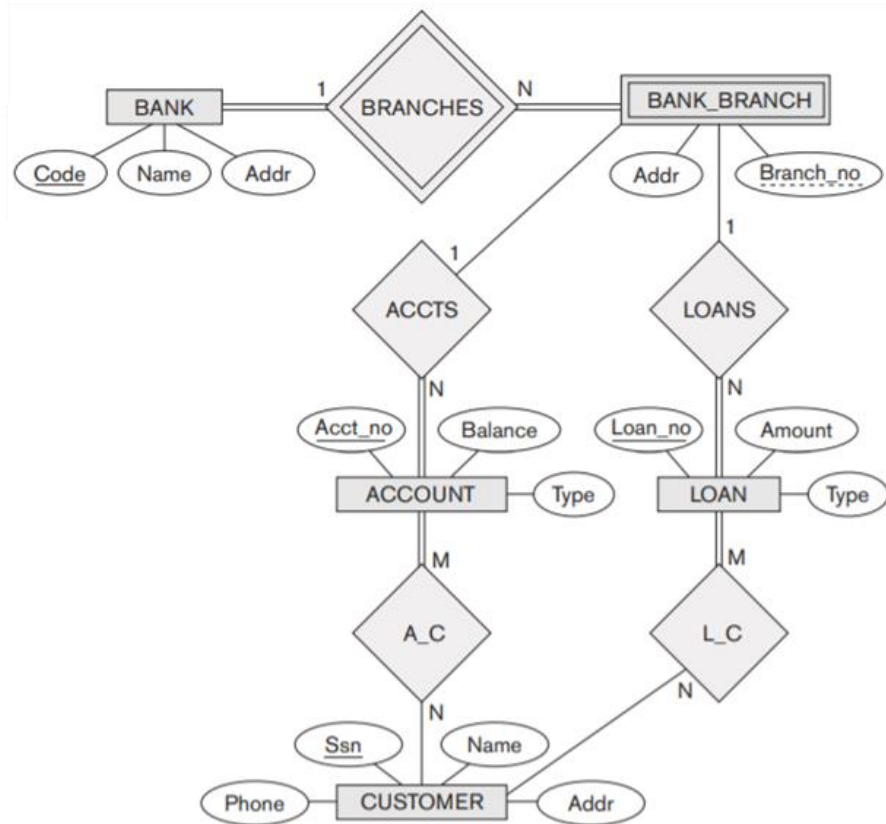 1
N
BANK
BRANCHES
BANK_BRANCH
Code
Name
Addr
Addr
Branch_no
1
1
ACCTS
LOANS
N
N
Acct_no
Balance
Loan_no
Amount
ACCOUNT
Type
LOAN
Type
M
M
A_C
L_C
N
N
Ssn
Name
Phone
CUSTOMER
Addr